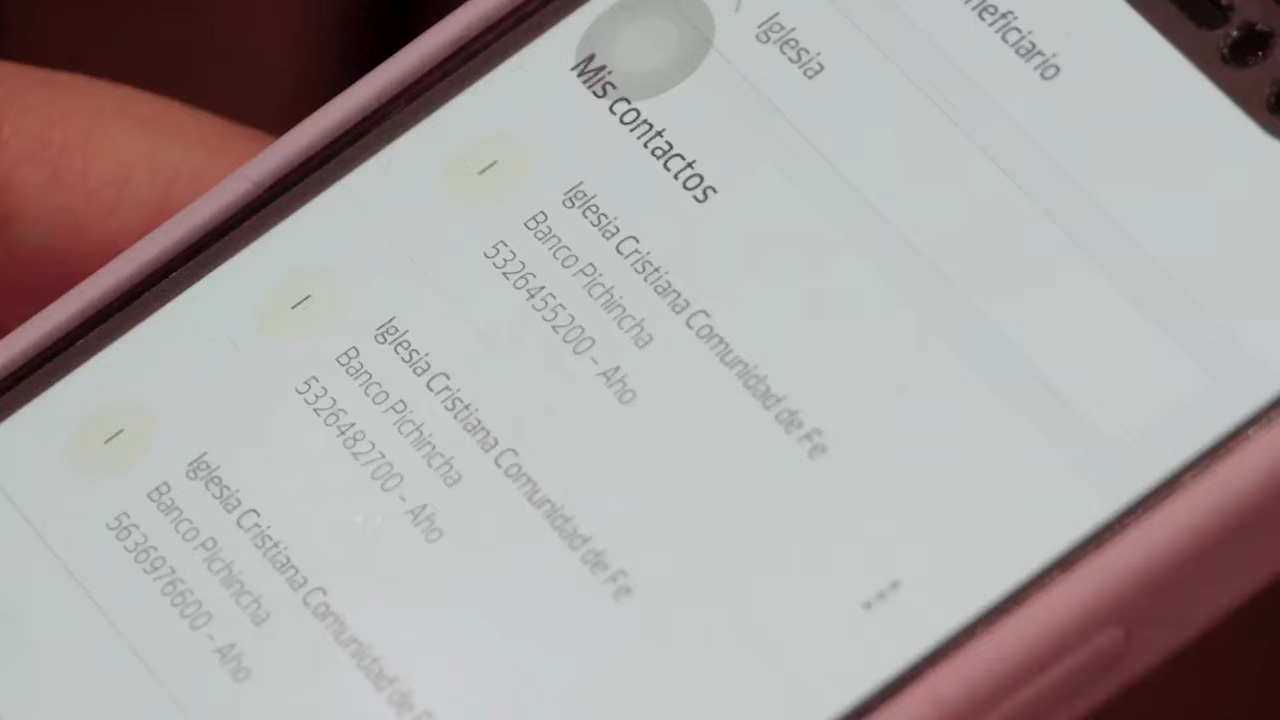 neficiario
Iglesia
Mis contactos
I
Iglesia Cristiana Comunidad de Fe
Banco Pichincha
5326455200 - Aho
I
Iglesia Cristiana Comunidad de Fe
Banco Pichincha
5326482700 - Aho
I
Iglesia Cristiana Comunidad de F
Banco Pichincha
5636976600 - Aho